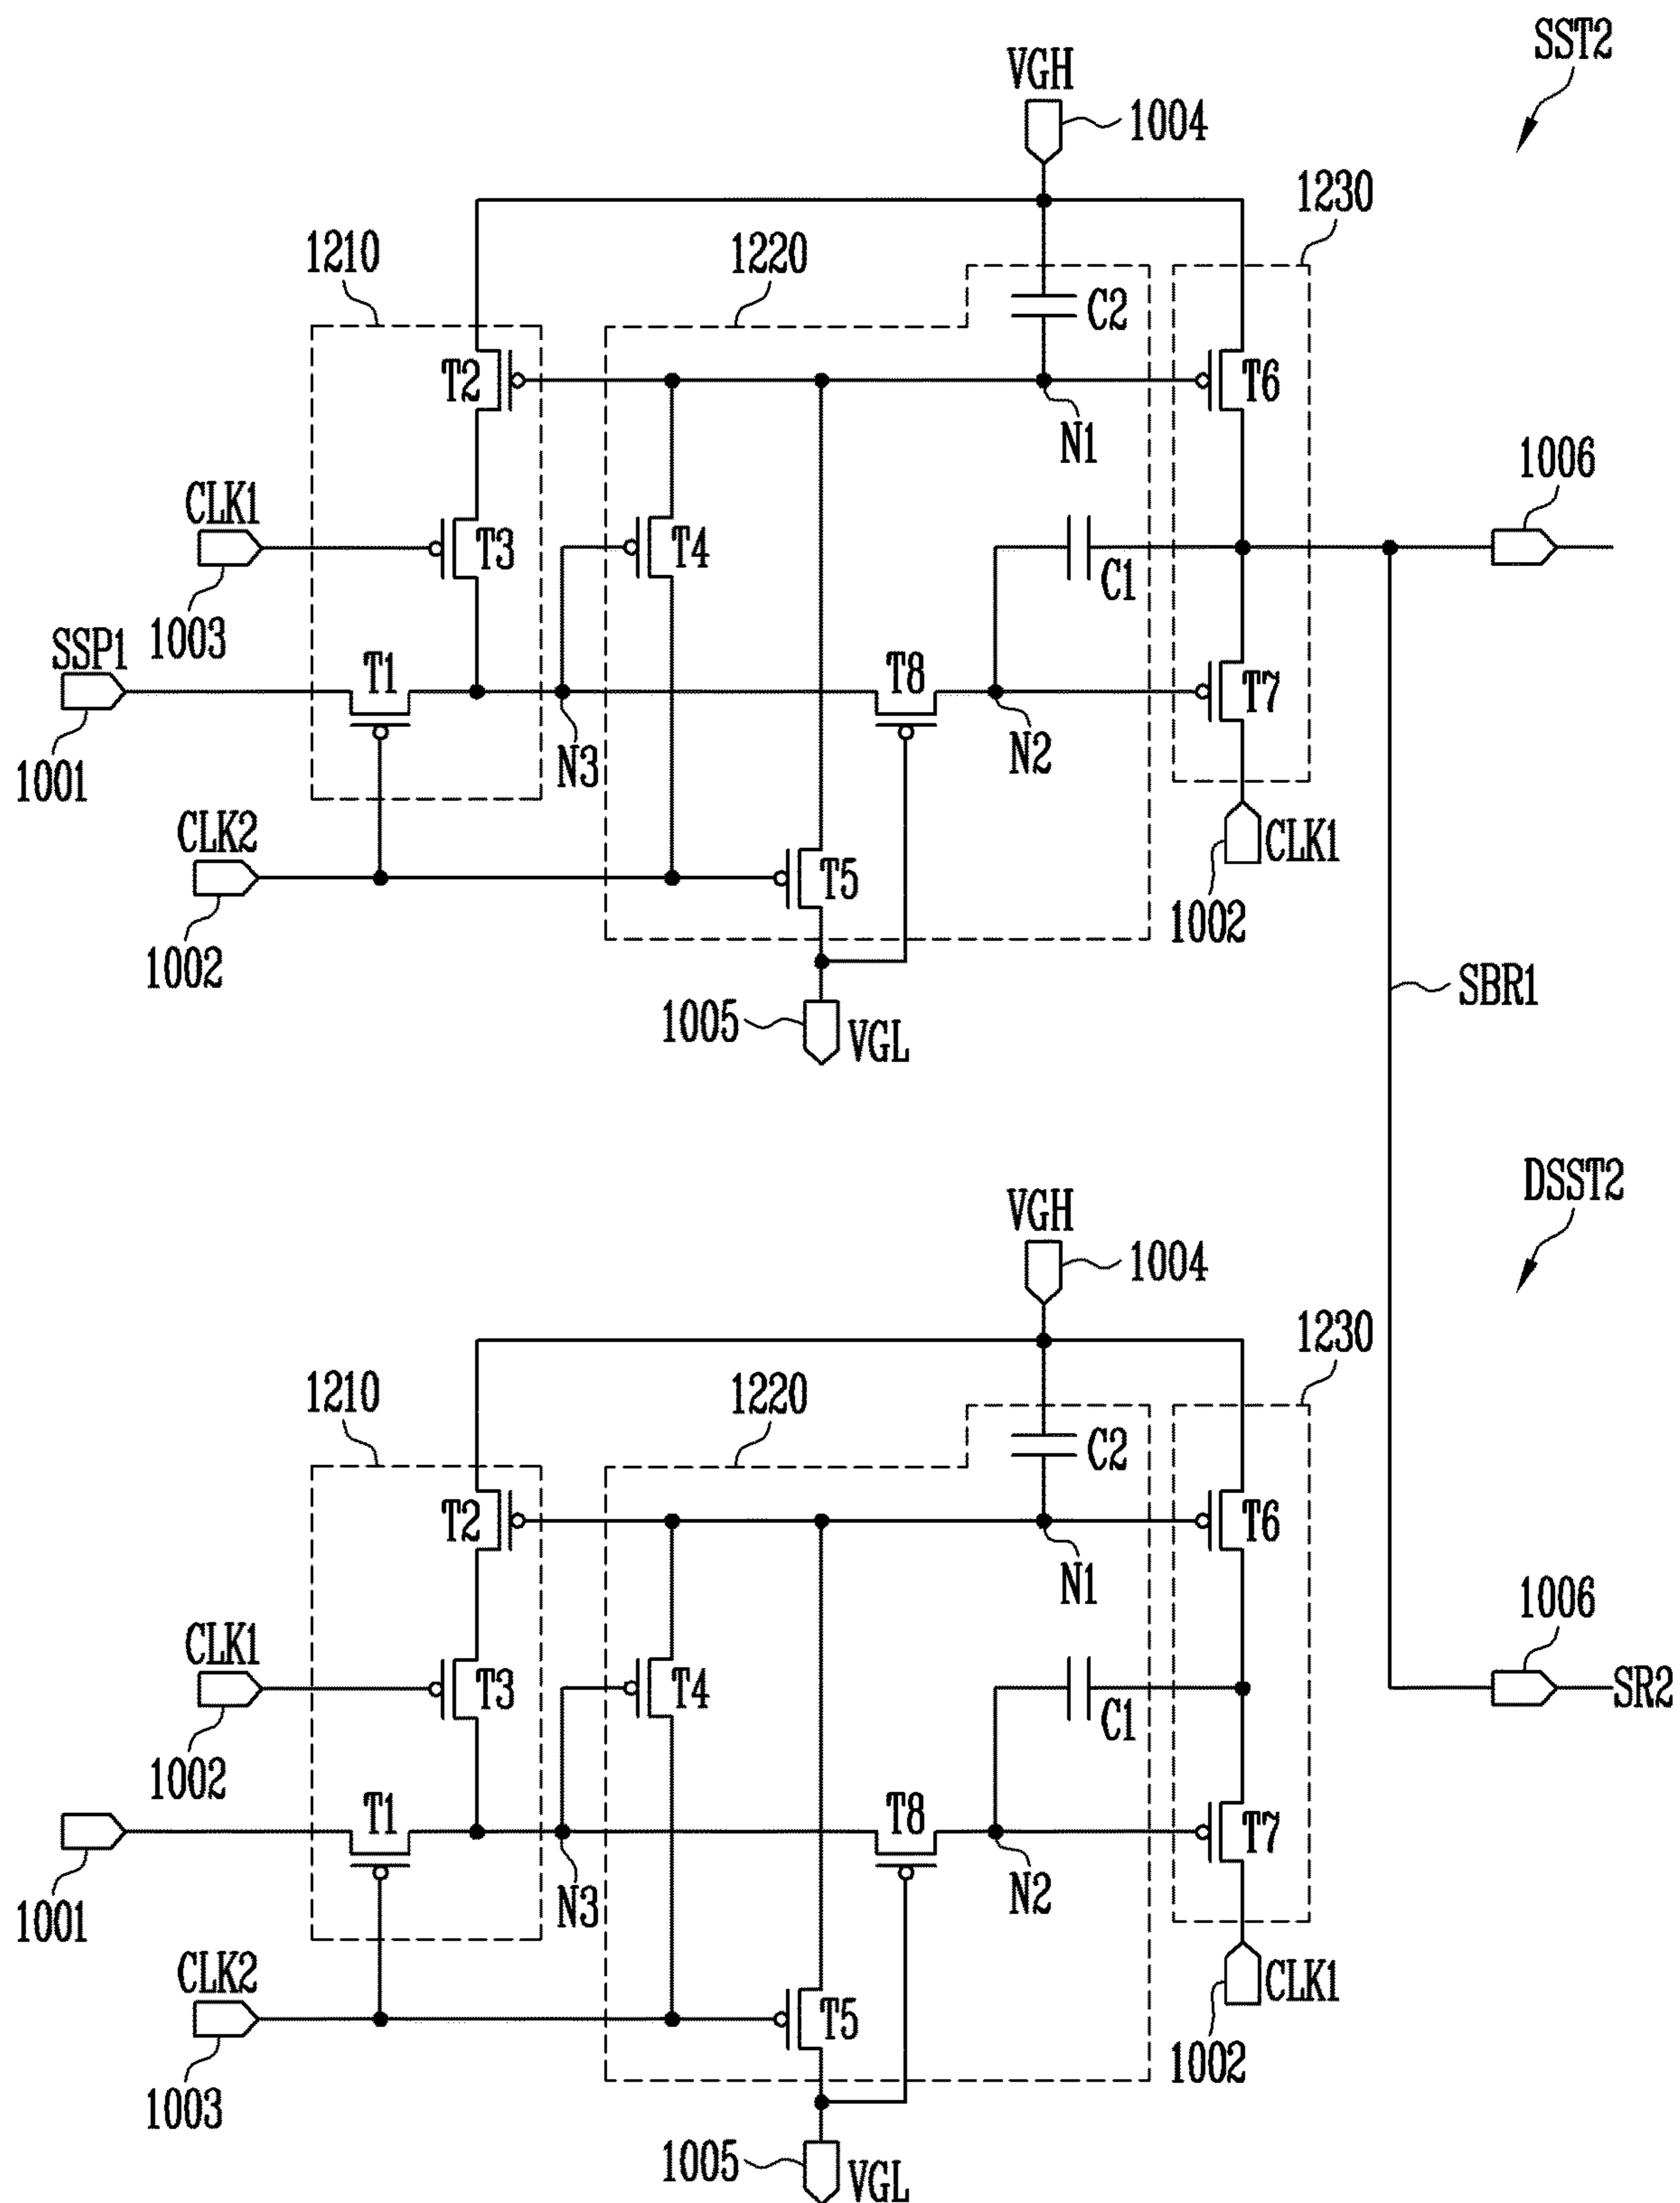 SST2
VGH
1004
1230
1210
1220
C2
T2
T6
N1
1006
CLK1
T3
T4
C1
1003
SSP1
T1
T8
T7
N3
N2
1001
CLK2
T5
CLK1
1002
1002
SBR1
1005
VGL
DSST2
VGH
1004
1230
1210
1220
C2
T2
T6
N1
1006
CLK1
T3
T4
SR2
C1
1002
T1
T8
T7
N3
N2
1001
CLK2
T5
CLK1
1002
1003
1005
VGL